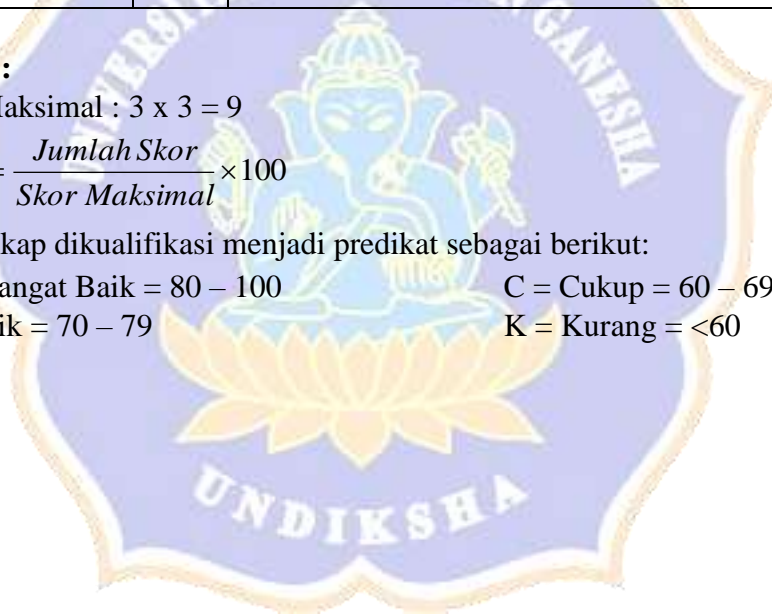 :
aksimal : 3 x 3 = 9
= Jumlah Skor / Skor Maksimal ×100
kap dikualifikasi menjadi predikat sebagai berikut:
angat Baik = 80 – 100 C = Cukup = 60 – 69
ik = 70 – 79 K = Kurang = <60
GANESHA
UNDIKSHA